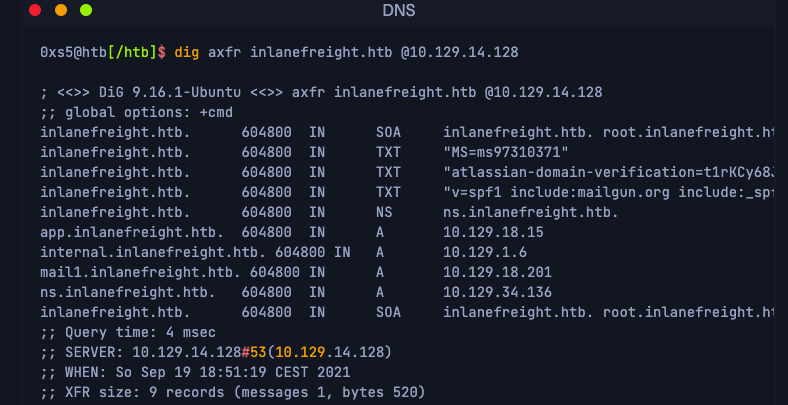 DNS
0xs5@htb[/htb]$ dig axfr inlanefreight.htb @10.129.14.128
; <<>> DiG 9.16.1-Ubuntu <<>> axfr inlanefreight.htb @10.129.14.128
;; global options: +cmd
inlanefreight.htb. 604800 IN SOA inlanefreight.htb. root.inlanefreight.ht
inlanefreight.htb. 604800 IN TXT "MS=ms97310371"
inlanefreight.htb. 604800 IN TXT "atlassian-domain-verification=t1rKCy68J
inlanefreight.htb. 604800 IN TXT "v=spf1 include:mailgun.org include:_spf
inlanefreight.htb. 604800 IN NS ns.inlanefreight.htb.
app.inlanefreight.htb. 604800 IN A 10.129.18.15
internal.inlanefreight.htb. 604800 IN A 10.129.1.6
mail1.inlanefreight.htb. 604800 IN A 10.129.18.201
ns.inlanefreight.htb. 604800 IN A 10.129.34.136
inlanefreight.htb. 604800 IN SOA inlanefreight.htb. root.inlanefreight.ht
;; Query time: 4 msec
;; SERVER: 10.129.14.128#53(10.129.14.128)
;; WHEN: So Sep 19 18:51:19 CEST 2021
;; XFR size: 9 records (messages 1, bytes 520)